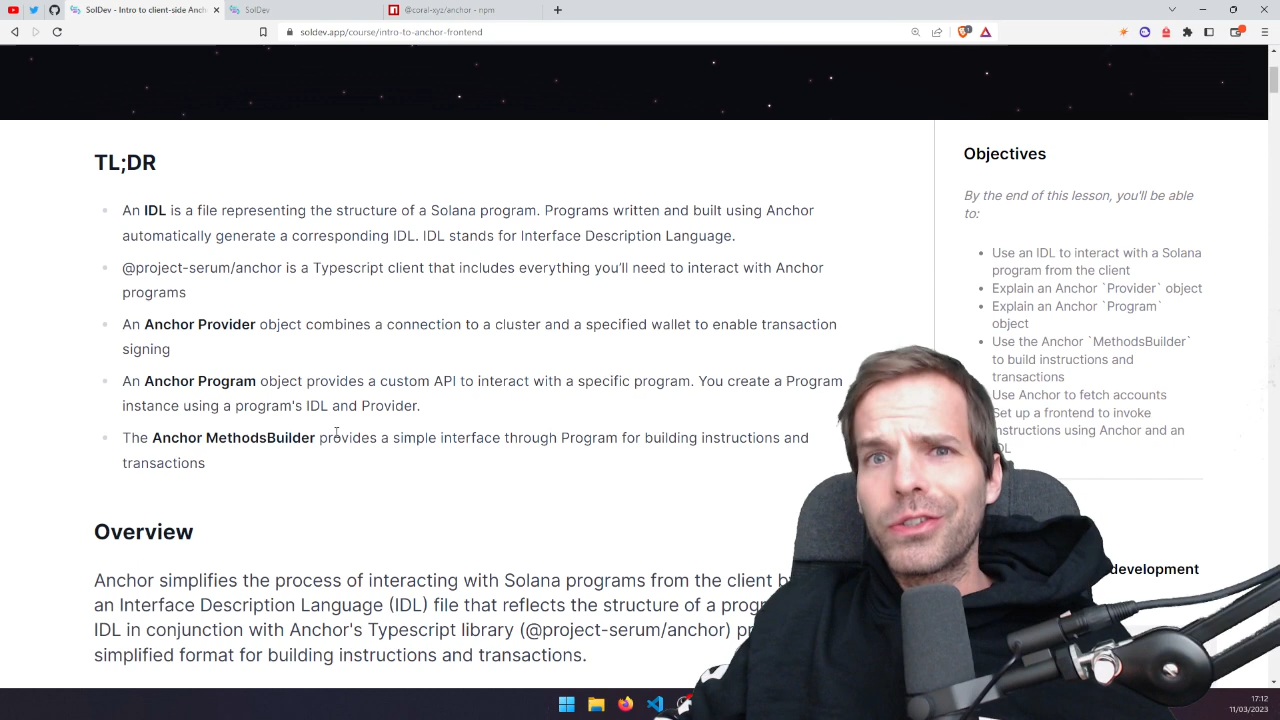 SolDev - Intro to client-side Anch
SolDev
@coral-xyz/anchor - npm
soldev.app/course/intro-to-anchor-frontend
TL;DR
An IDL is a file representing the structure of a Solana program. Programs written and built using Anchor
automatically generate a corresponding IDL. IDL stands for Interface Description Language.
@project-serum/anchor is a Typescript client that includes everything you'll need to interact with Anchor
programs
An Anchor Provider object combines a connection to a cluster and a specified wallet to enable transaction
signing
An Anchor Program object provides a custom API to interact with a specific program. You create a Program
instance using a program's IDL and Provider.
The Anchor MethodsBuilder provides a simple interface through Program for building instructions and
transactions
Overview
Anchor simplifies the process of interacting with Solana programs from the client
an Interface Description Language (IDL) file that reflects the structure of a
IDL in conjunction with Anchor's Typescript library (@project-serum/anchor)
simplified format for building instructions and transactions.
Objectives
By the end of this lesson, you'll be able
to:
Use an IDL to interact with a Solana
program from the client
Explain an Anchor `Provider` object
Explain an Anchor `Program`
object
Use the Anchor `MethodsBuilder`
to build instructions and
transactions
Use Anchor to fetch accounts
Set up a frontend to invoke
instructions using Anchor and an
IDL
development
17:12
11/03/2023